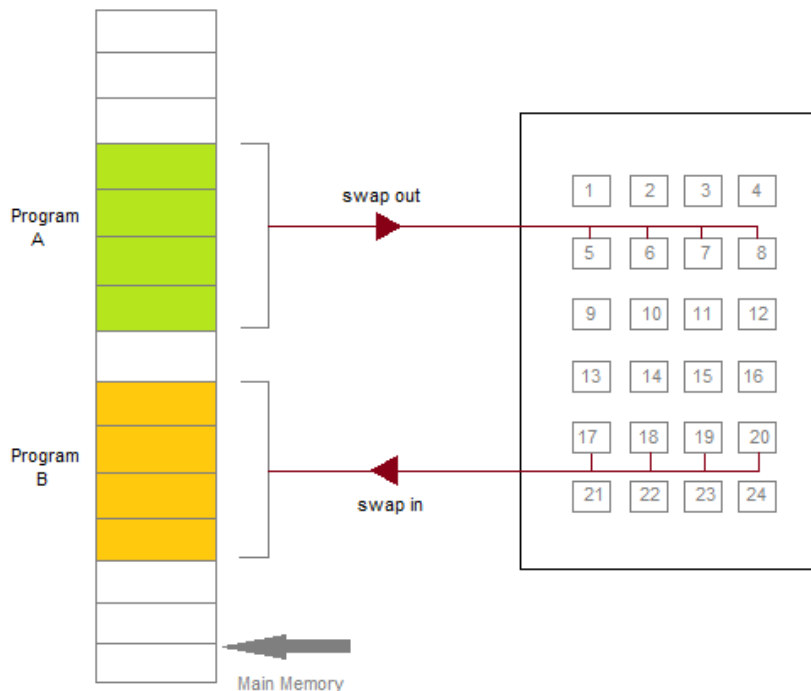 swap out
Program
A
1 2 3 4
5 6 7 8
9 10 11 12
13 14 15 16
Program
B
17 18 19 20
swap in
21 22 23 24
Main Memory